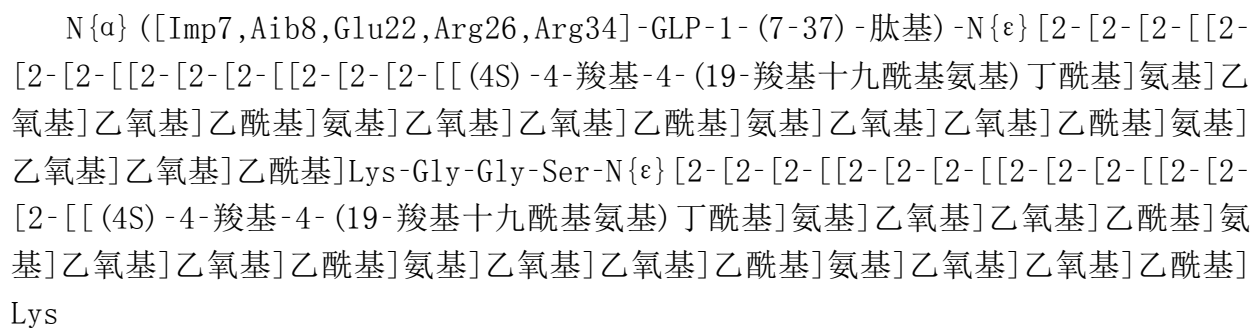 N{α}([Imp7,Aib8,Glu22,Arg26,Arg34]-GLP-1-(7-37)-肽基)-N{ε}[2-[2-[2-[[2-
[2-[2-[[2-[2-[2-[[2-[2-[2-[[(4S)-4-羧基-4-(19-羧基十九酰基氨基)丁酰基]氨基]乙
氧基]乙氧基]乙酰基]氨基]乙氧基]乙氧基]乙酰基]氨基]乙氧基]乙氧基]乙酰基]氨基]
乙氧基]乙氧基]乙酰基]Lys-Gly-Gly-Ser-N{ε}[2-[2-[2-[[2-[2-[2-[[2-[2-[2-[[2-[2-
[2-[[(4S)-4-羧基-4-(19-羧基十九酰基氨基)丁酰基]氨基]乙氧基]乙氧基]乙酰基]氨
基]乙氧基]乙氧基]乙酰基]氨基]乙氧基]乙氧基]乙酰基]氨基]乙氧基]乙氧基]乙酰基]
Lys